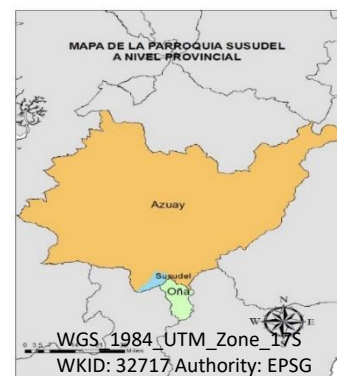 MAPA DE LA PARROQUIA SUSUDEL
A NIVEL PROVINCIAL
Azuay
Susudel
Oña
N
W
E
WGS_1984_UTM_Zone_17S
WKID: 32717 Authority: EPSG